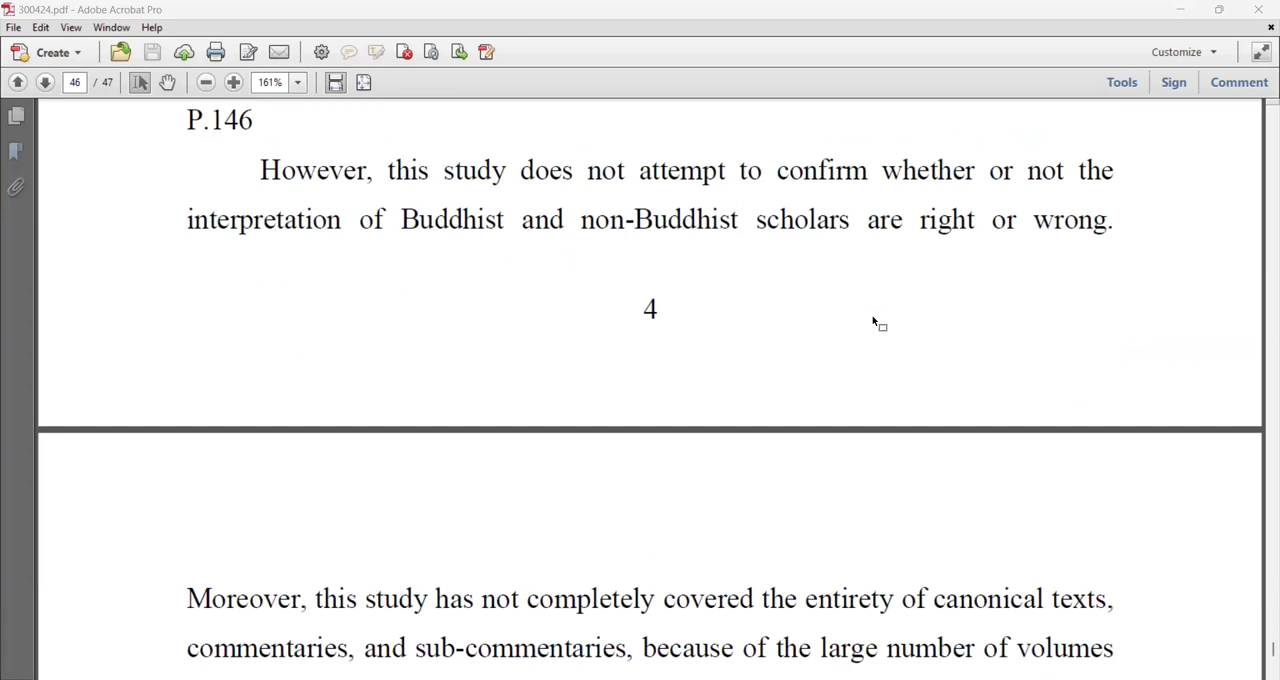 300424.pdf - Adobe Acrobat Pro
File Edit View Window Help
Create Customize
46 / 47 161% Tools Sign Comment
P.146
However, this study does not attempt to confirm whether or not the
interpretation of Buddhist and non-Buddhist scholars are right or wrong.
4
Moreover, this study has not completely covered the entirety of canonical texts,
commentaries, and sub-commentaries, because of the large number of volumes